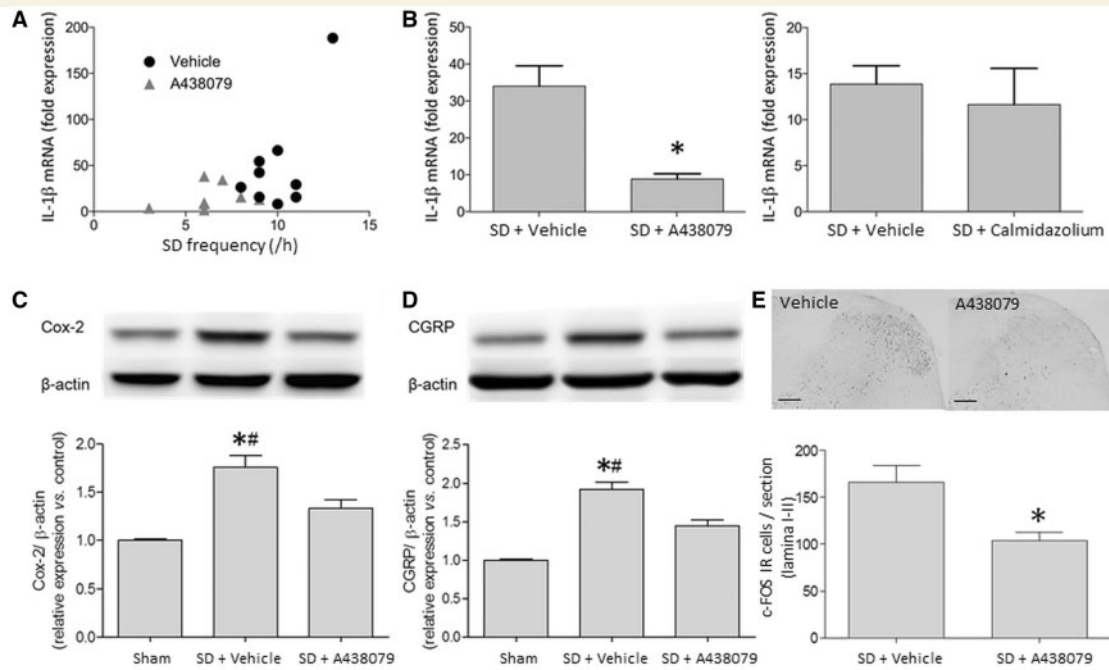 A
IL-1β mRNA (fold expression)
200
150
100
50
0
0
5
10
15
SD frequency (/h)
Vehicle
A438079
B
IL-1β mRNA (fold expression)
50
40
30
20
10
0
*
SD + Vehicle
SD + A438079
IL-1β mRNA (fold expression)
20
15
10
5
0
SD + Vehicle
SD + Calmidazolium
C
Cox-2
β-actin
Cox-2/ β-actin
(relative expression vs. control)
2.0
1.5
1.0
0.5
0.0
*#
Sham
SD + Vehicle
SD + A438079
D
CGRP
β-actin
CGRP/ β-actin
(relative expression vs. control)
2.5
2.0
1.5
1.0
0.5
0.0
*#
Sham
SD + Vehicle
SD + A438079
E
Vehicle
A438079
c-FOS IR cells / section
(lamina I-II)
200
150
100
50
0
*
SD + Vehicle
SD + A438079